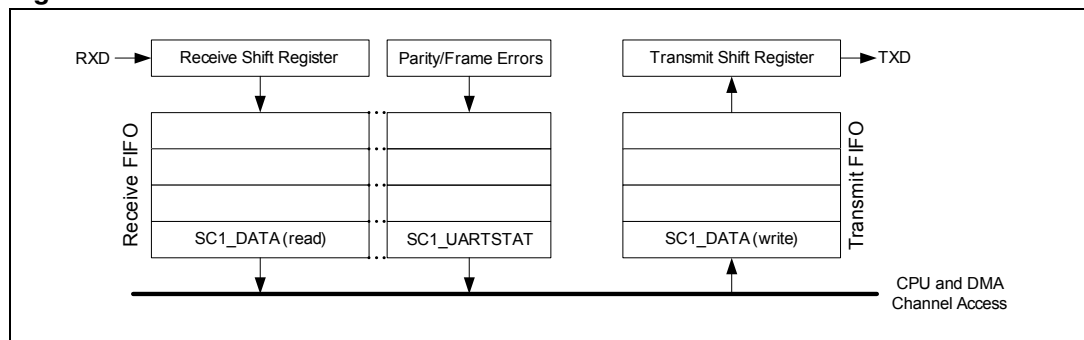 RXD
Receive Shift Register
Parity/Frame Errors
Transmit Shift Register
TXD
Receive FIFO
Transmit FIFO
SC1_DATA (read)
SC1_UARTSTAT
SC1_DATA (write)
CPU and DMA
Channel Access